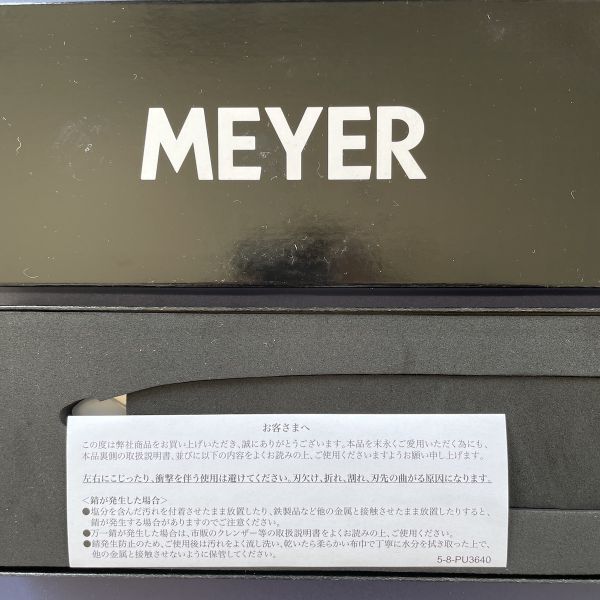 MEYER
お客さまへ
この度は弊社商品をお買い上げいただき、誠にありがとうございます。本品を末永くご愛用いただく為にも、
本品裏側の取扱説明書、並びに以下の内容をよくお読みの上、ご使用くださいますようお願い申し上げます。
左右にこじったり、衝撃を伴う使用は避けてください。刃欠け、折れ、割れ、刃先の曲がる原因になります。
<錆が発生した場合>
●塩分を含んだ汚れを付着させたまま放置したり、鉄製品など他の金属と接触させたまま放置したりすると、
錆が発生する場合がありますのでご注意ください。
●万一錆が発生した場合は、市販のクレンザー等の取扱説明書をよくお読みの上、ご使用ください。
●錆発生防止のため、ご使用後は汚れをよく流し洗い、乾いたら柔らかい布巾で丁寧に水分を拭き取った上で、
他の金属と接触させないように保管してください。
5-8-PU3640